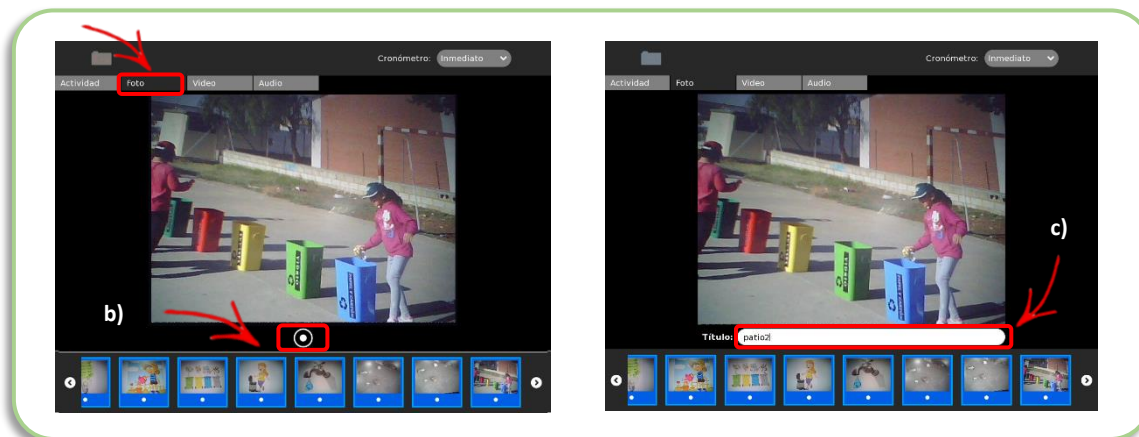 Cronómetro: Inmediato
Actividad Foto Video Audio
b)
Cronómetro: Inmediato
Actividad Foto Video Audio
c)
Título: patio2